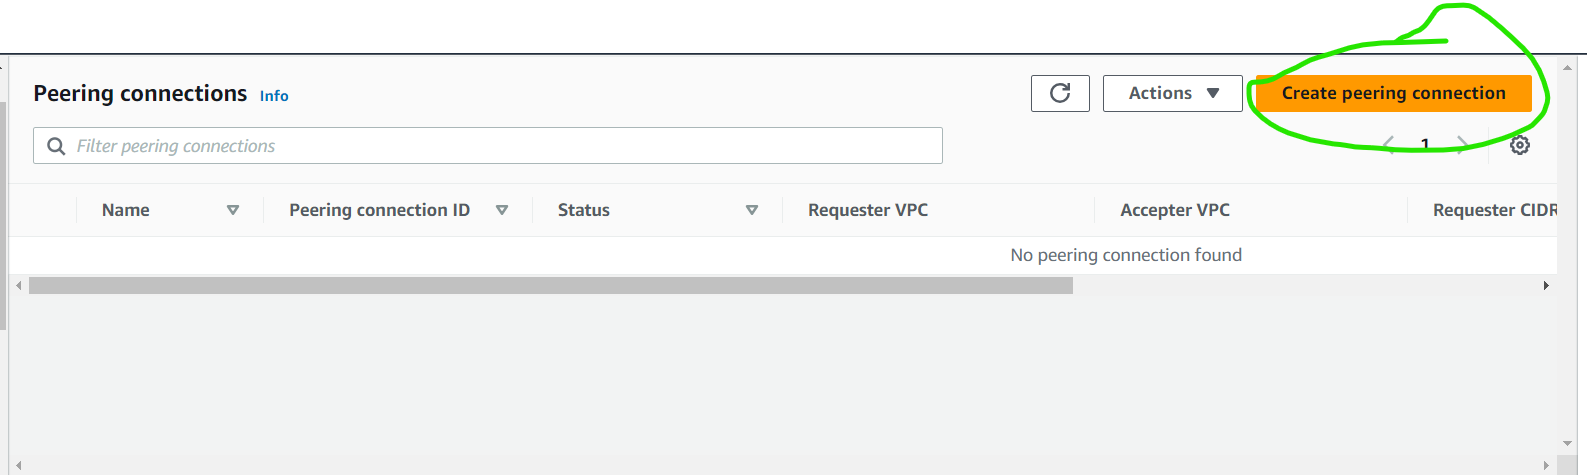 Peering connections Info
Actions
Create peering connection
Filter peering connections
1
Name Peering connection ID Status Requester VPC Accepter VPC Requester CIDR
No peering connection found